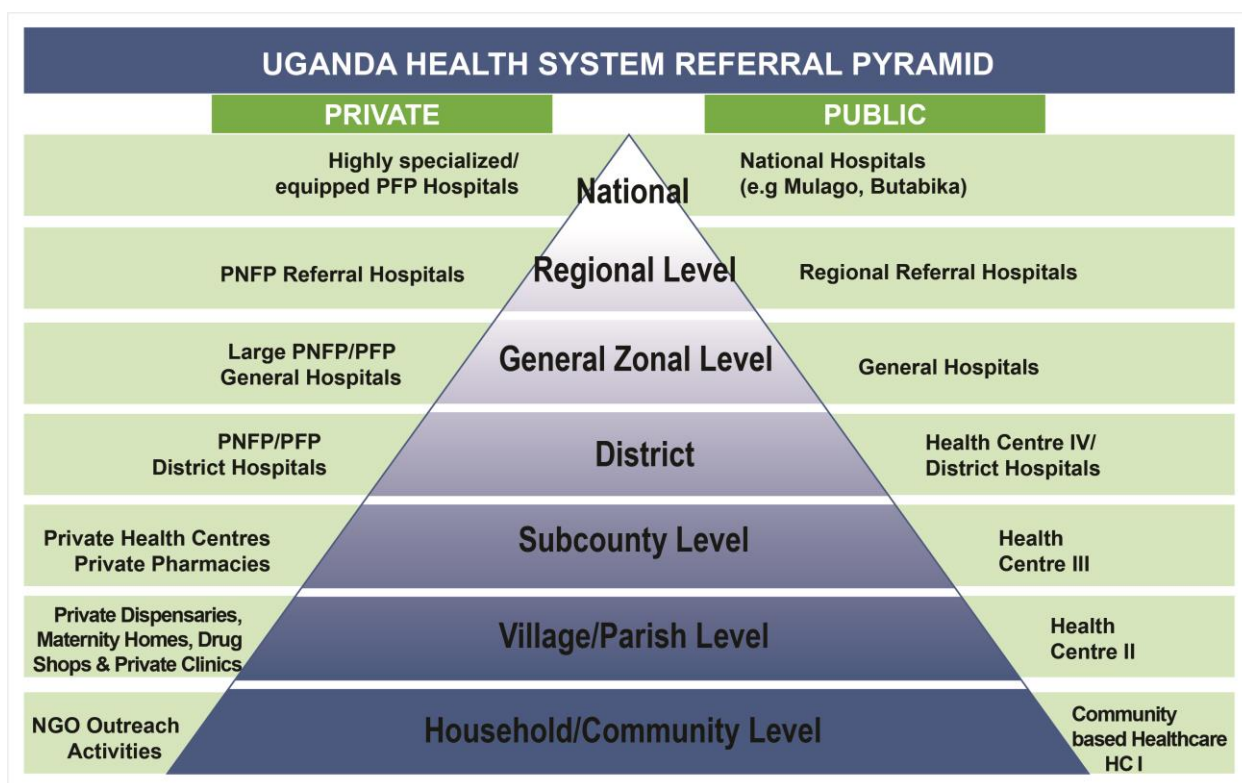 UGANDA HEALTH SYSTEM REFERRAL PYRAMID
PRIVATE
PUBLIC
Highly specialized/
equipped PFP Hospitals
National
National Hospitals
(e.g Mulago, Butabika)
PNFP Referral Hospitals
Regional Level
Regional Referral Hospitals
Large PNFP/PFP
General Hospitals
General Zonal Level
General Hospitals
PNFP/PFP
District Hospitals
District
Health Centre IV/
District Hospitals
Private Health Centres
Private Pharmacies
Subcounty Level
Health
Centre III
Private Dispensaries,
Maternity Homes, Drug
Shops & Private Clinics
Village/Parish Level
Health
Centre II
NGO Outreach
Activities
Household/Community Level
Community
based Healthcare
HC I